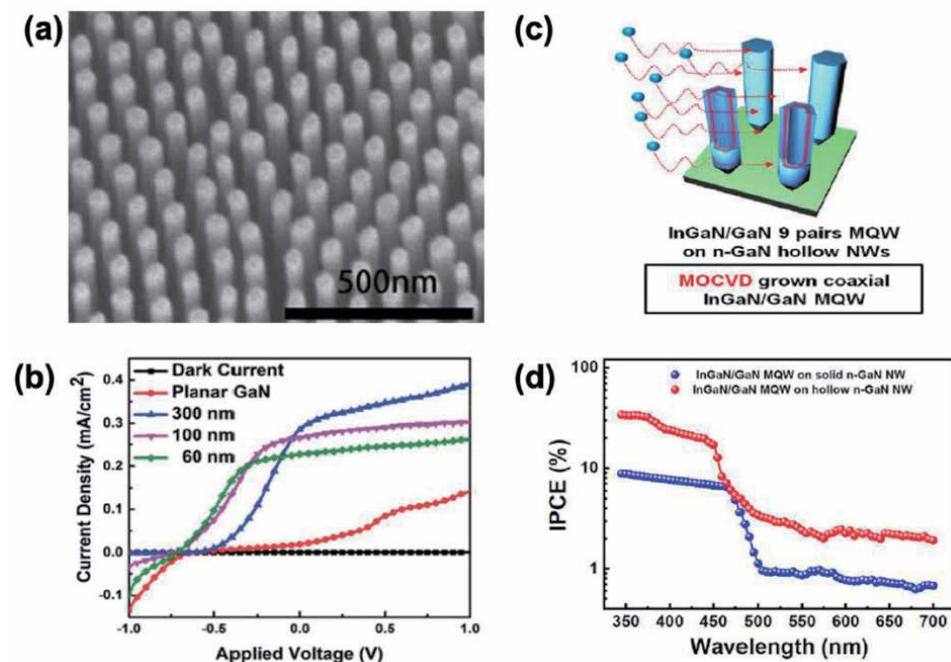 (a)
500nm
(c)
InGaN/GaN 9 pairs MQW
on n-GaN hollow NWs
MOCVD grown coaxial
InGaN/GaN MQW
(b)
Current Density (mA/cm²)
0.4
0.3
0.2
0.1
0.0
-0.1
Dark Current
Planar GaN
300 nm
100 nm
60 nm
-1.0 -0.5 0.0 0.5 1.0
Applied Voltage (V)
(d)
IPCE (%)
100
10
1
InGaN/GaN MQW on solid n-GaN NW
InGaN/GaN MQW on hollow n-GaN NW
350 400 450 500 550 600 650 700
Wavelength (nm)